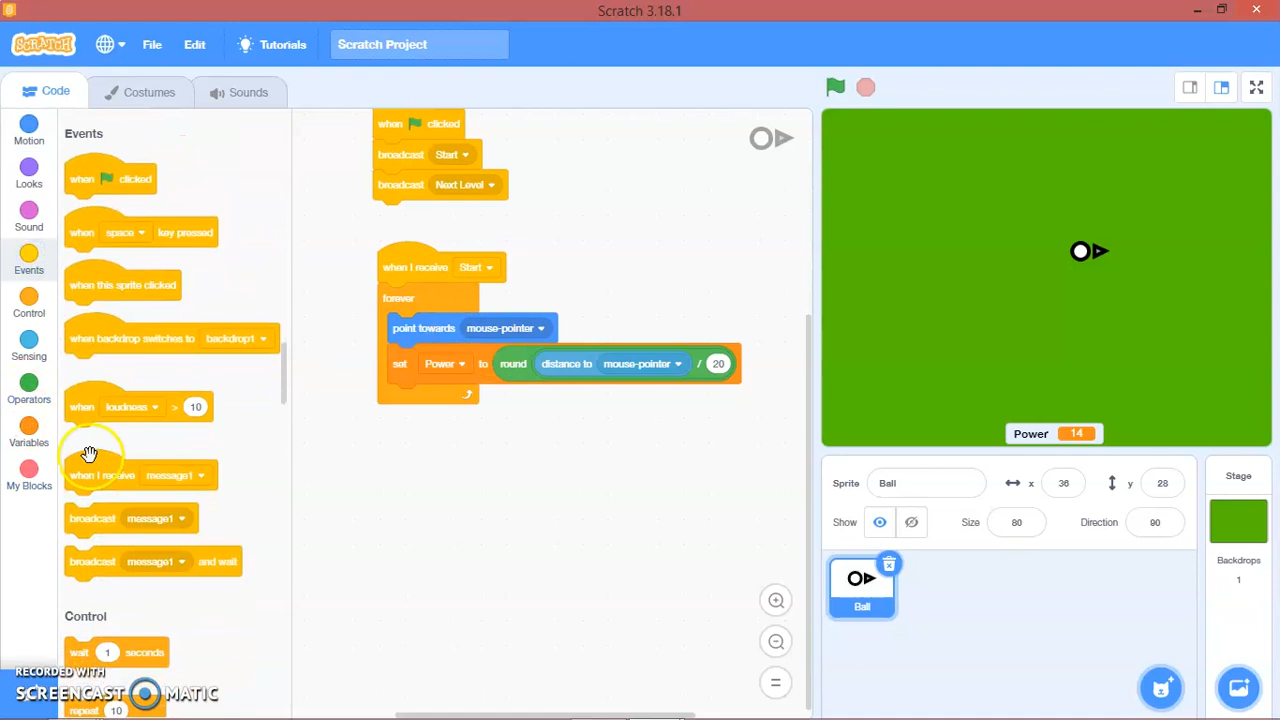 Scratch 3.18.1
SCRATCH File Edit Tutorials Scratch Project
Code Costumes Sounds
Motion
Looks
Sound
Events
Control
Sensing
Operators
Variables
My Blocks
Events
when clicked
when space key pressed
when this sprite clicked
when backdrop switches to backdrop1
when loudness > 10
when I receive message1
broadcast message1
broadcast message1 and wait
Control
wait 1 seconds
repeat 10
when clicked
broadcast Start
broadcast Next Level
when I receive Start
forever
point towards mouse-pointer
set Power to round distance to mouse-pointer / 20
Power 14
Sprite Ball x 36 y 28
Show Size 80 Direction 90
Ball
Stage
Backdrops
1
RECORDED WITH
SCREENCAST MATIC